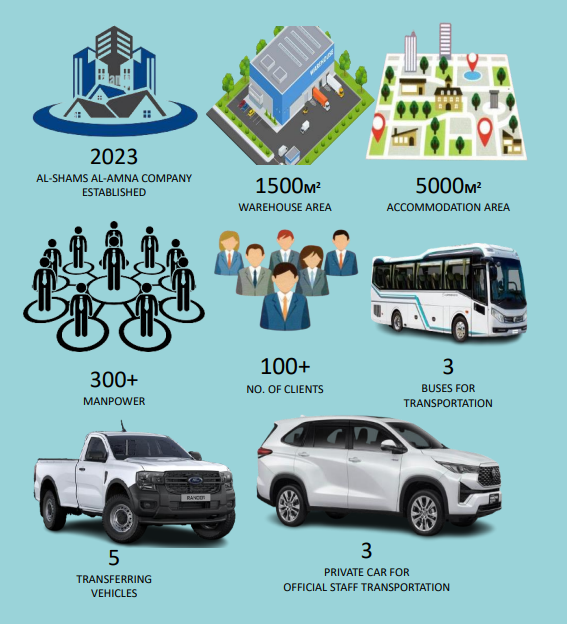 2023
AL-SHAMS AL-AMNA COMPANY
ESTABLISHED
WAREHOUSE
1500M²
WAREHOUSE AREA
5000M²
ACCOMMODATION AREA
300+
MANPOWER
100+
NO. OF CLIENTS
3
BUSES FOR
TRANSPORTATION
RANGER
5
TRANSFERRING
VEHICLES
3
PRIVATE CAR FOR
OFFICIAL STAFF TRANSPORTATION